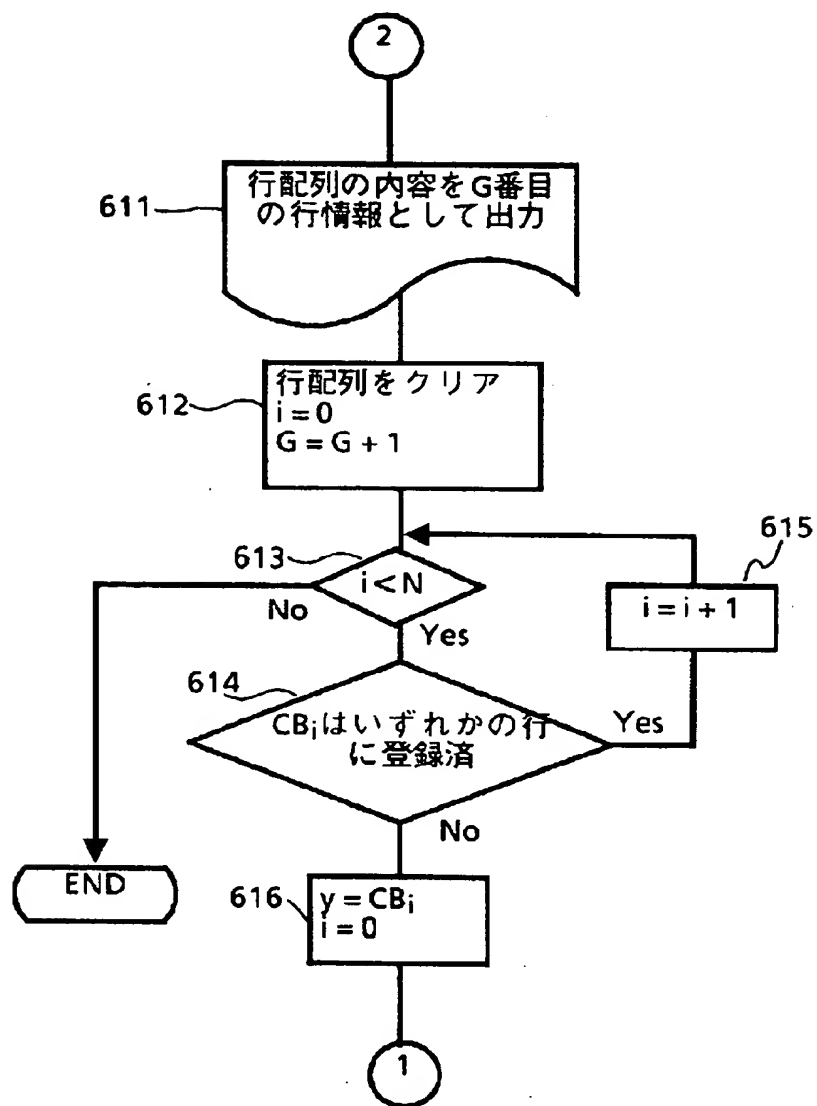 2
611
行配列の内容をG番目
の行情報として出力
612
行配列をクリア
i=0
G=G+1
613
i<N
No
Yes
615
i=i+1
614
CBiはいずれかの行
に登録済
Yes
No
END
616
y=CBi
i=0
1